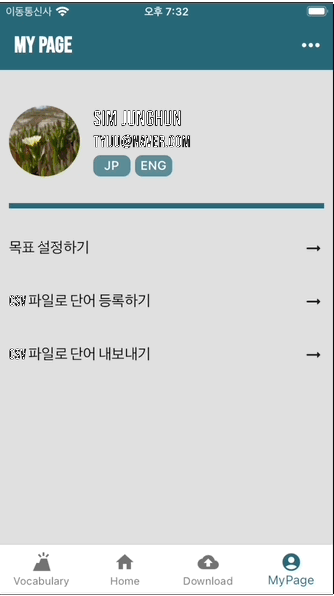 이동통신사 오후 7:32
MY PAGE
SIM JUNGHUN
TYUU@NAVER.COM
JP ENG
목표 설정하기
CSV 파일로 단어 등록하기
CSV 파일로 단어 내보내기
Vocabulary Home Download MyPage